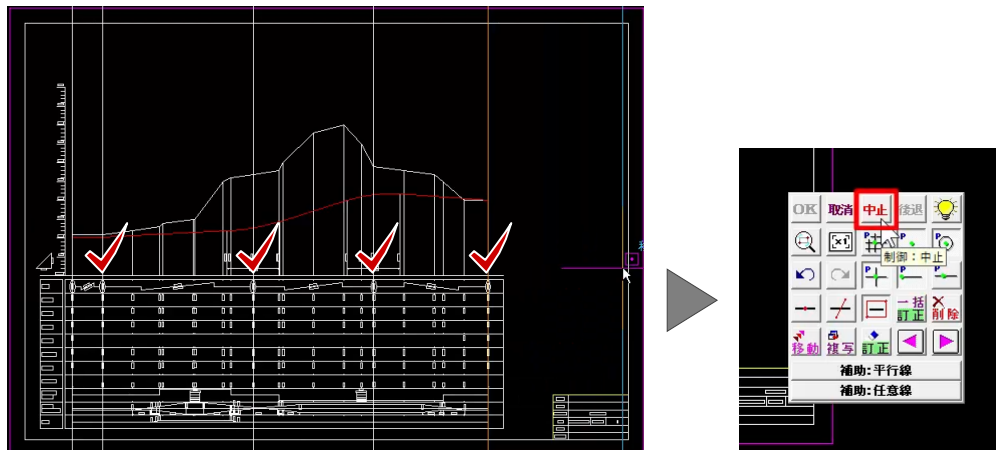 OK 取消 中止 後退
[×1] P P P
制御：中止
P P P
一括訂正 削除
移動 複写 訂正
補助:平行線
補助:任意線